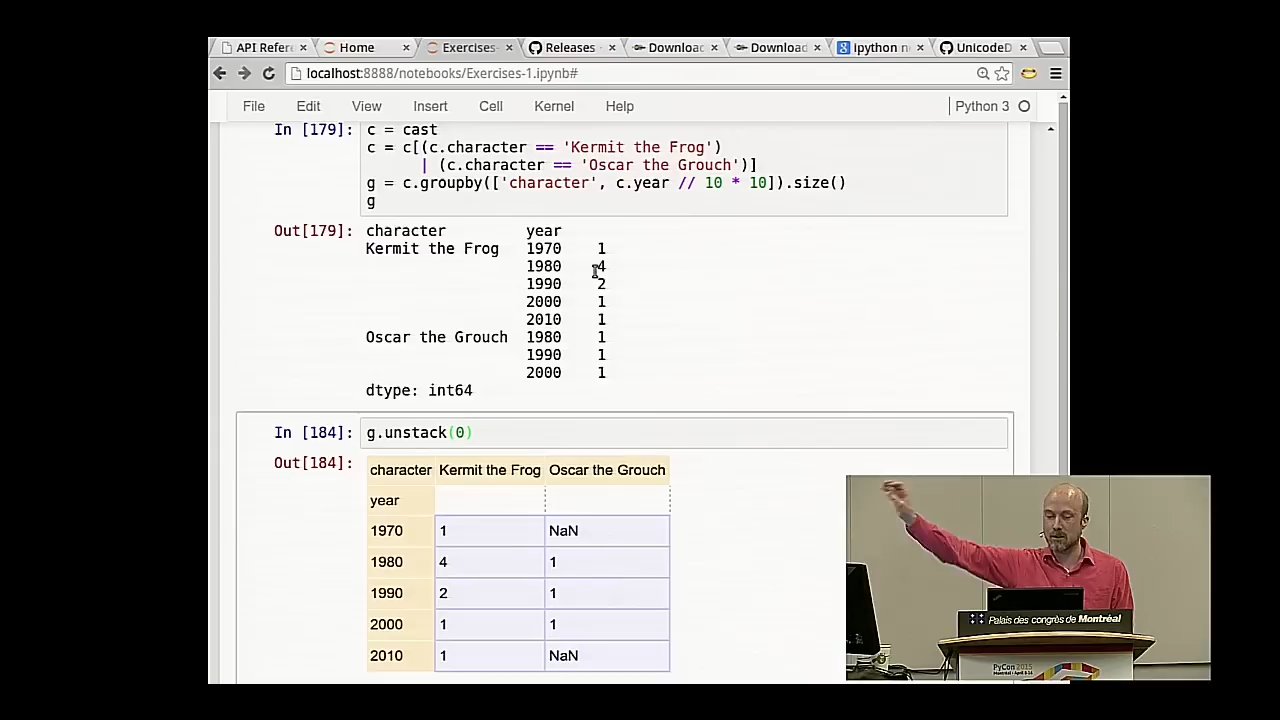 API Refer
Home
Exercises-
Releases -
Download
Download
ipython n
UnicodeD
localhost:8888/notebooks/Exercises-1.ipynb#
File Edit View Insert Cell Kernel Help Python 3
In [179]: c = cast
c = c[(c.character == 'Kermit the Frog')
| (c.character == 'Oscar the Grouch')]
g = c.groupby(['character', c.year // 10 * 10]).size()
g
Out[179]: character year
Kermit the Frog 1970 1
1980 4
1990 2
2000 1
2010 1
Oscar the Grouch 1980 1
1990 1
2000 1
dtype: int64
In [184]: g.unstack(0)
Out[184]: character Kermit the Frog Oscar the Grouch
year
1970 1 NaN
1980 4 1
1990 2 1
2000 1 1
2010 1 NaN
Palais des congrès de Montréal
PyCon 2015